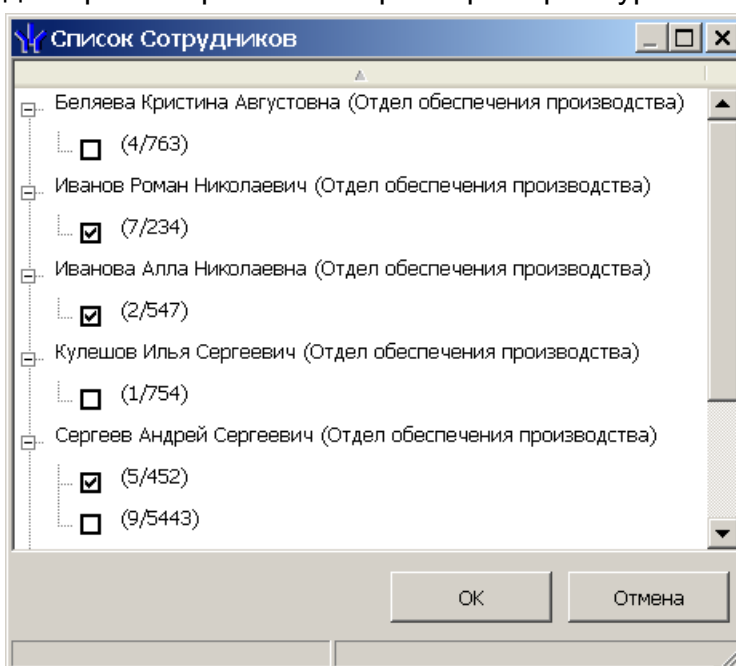 Список Сотрудников
Беляева Кристина Августовна (Отдел обеспечения производства)
(4/763)
Иванов Роман Николаевич (Отдел обеспечения производства)
(7/234)
Иванова Алла Николаевна (Отдел обеспечения производства)
(2/547)
Кулешов Илья Сергеевич (Отдел обеспечения производства)
(1/754)
Сергеев Андрей Сергеевич (Отдел обеспечения производства)
(5/452)
(9/5443)
ОК
Отмена